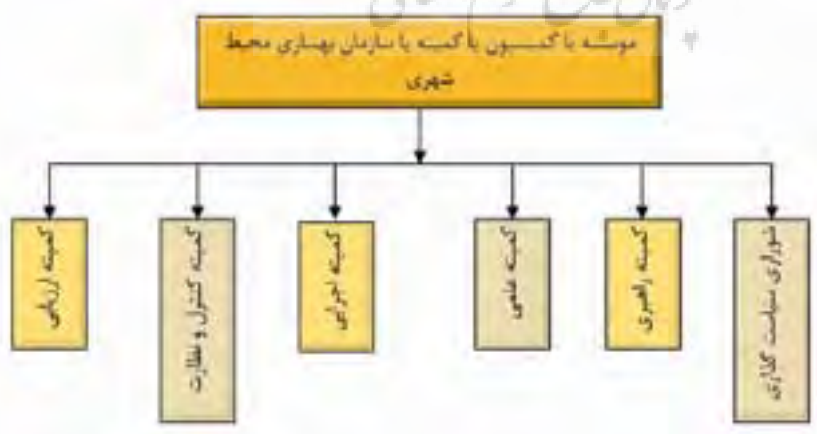 موسسه یا کمیسیون یا کمیته یا سازمان بهسازی محیط
شهری
شورای سیاست گذاری
کمیته راهبری
کمیته علمی
کمیته اجرایی
کمیته کنترل و نظارت
کمیته ارزیابی